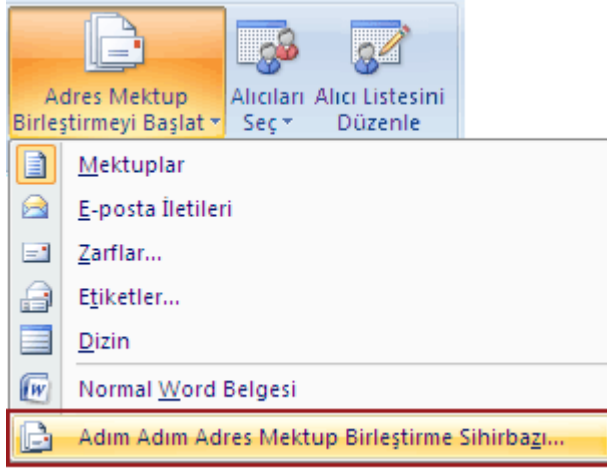 Adres Mektup
Birleştirmeyi Başlat
Alıcıları
Seç
Alıcı Listesini
Düzenle
Mektuplar
E-posta İletileri
Zarflar...
Etiketler...
Dizin
Normal Word Belgesi
Adım Adım Adres Mektup Birleştirme Sihirbazı...